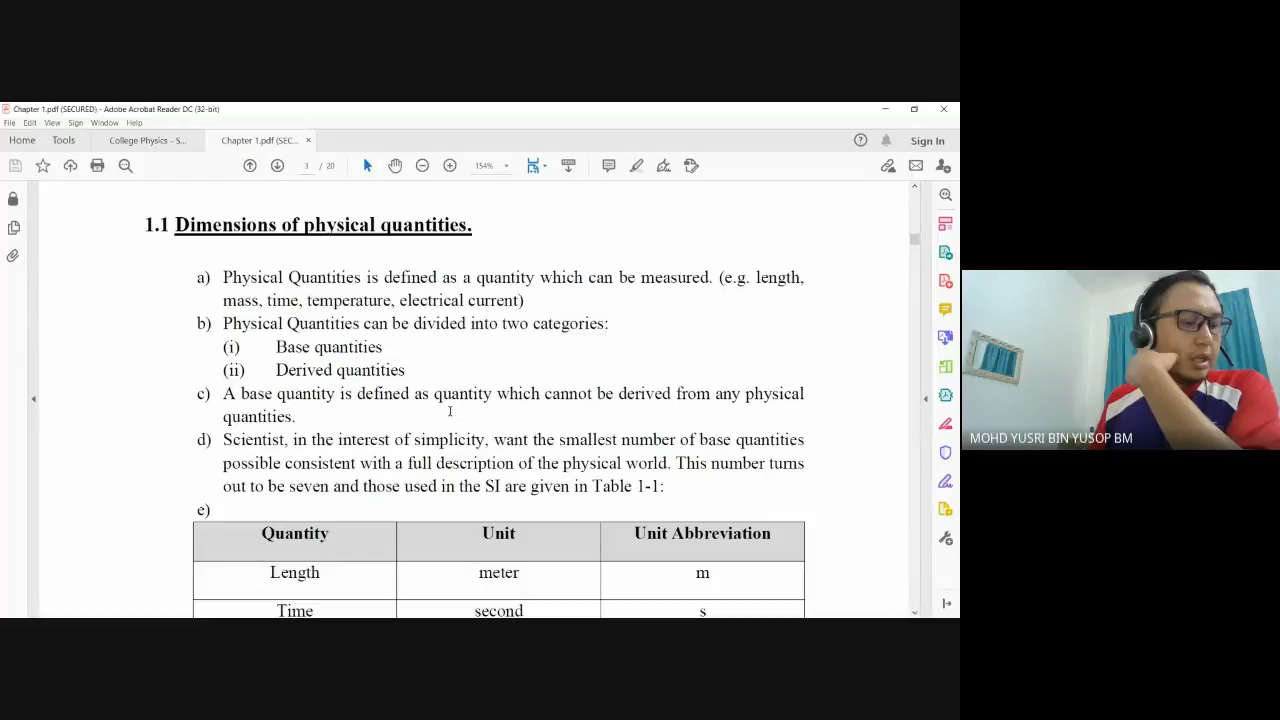 Chapter 1.pdf (SECURED) - Adobe Acrobat Reader DC (32-bit)
File Edit View Sign Window Help
Home Tools College Physics - S... Chapter 1.pdf (SEC... × Sign In
3 / 20 154%
1.1 Dimensions of physical quantities.
a) Physical Quantities is defined as a quantity which can be measured. (e.g. length,
mass, time, temperature, electrical current)
b) Physical Quantities can be divided into two categories:
(i) Base quantities
(ii) Derived quantities
c) A base quantity is defined as quantity which cannot be derived from any physical
quantities.
d) Scientist, in the interest of simplicity, want the smallest number of base quantities
possible consistent with a full description of the physical world. This number turns
out to be seven and those used in the SI are given in Table 1-1:
e)
Quantity Unit Unit Abbreviation
Length meter m
Time second s
MOHD YUSRI BIN YUSOP BM